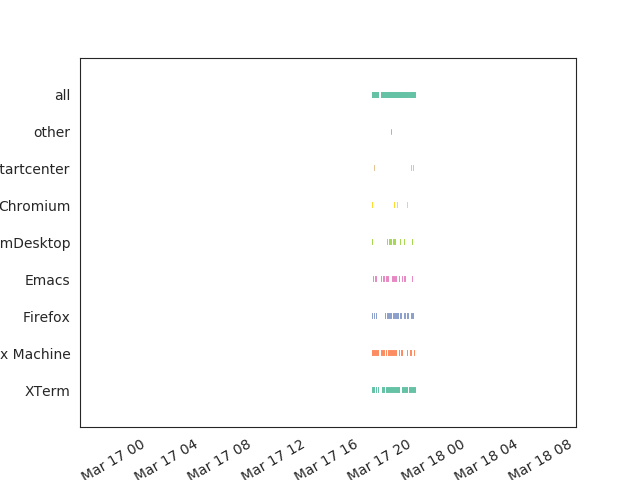 all
other
tartcenter
Chromium
mDesktop
Emacs
Firefox
x Machine
XTerm
Mar 17 00
Mar 17 04
Mar 17 08
Mar 17 12
Mar 17 16
Mar 17 20
Mar 18 00
Mar 18 04
Mar 18 08